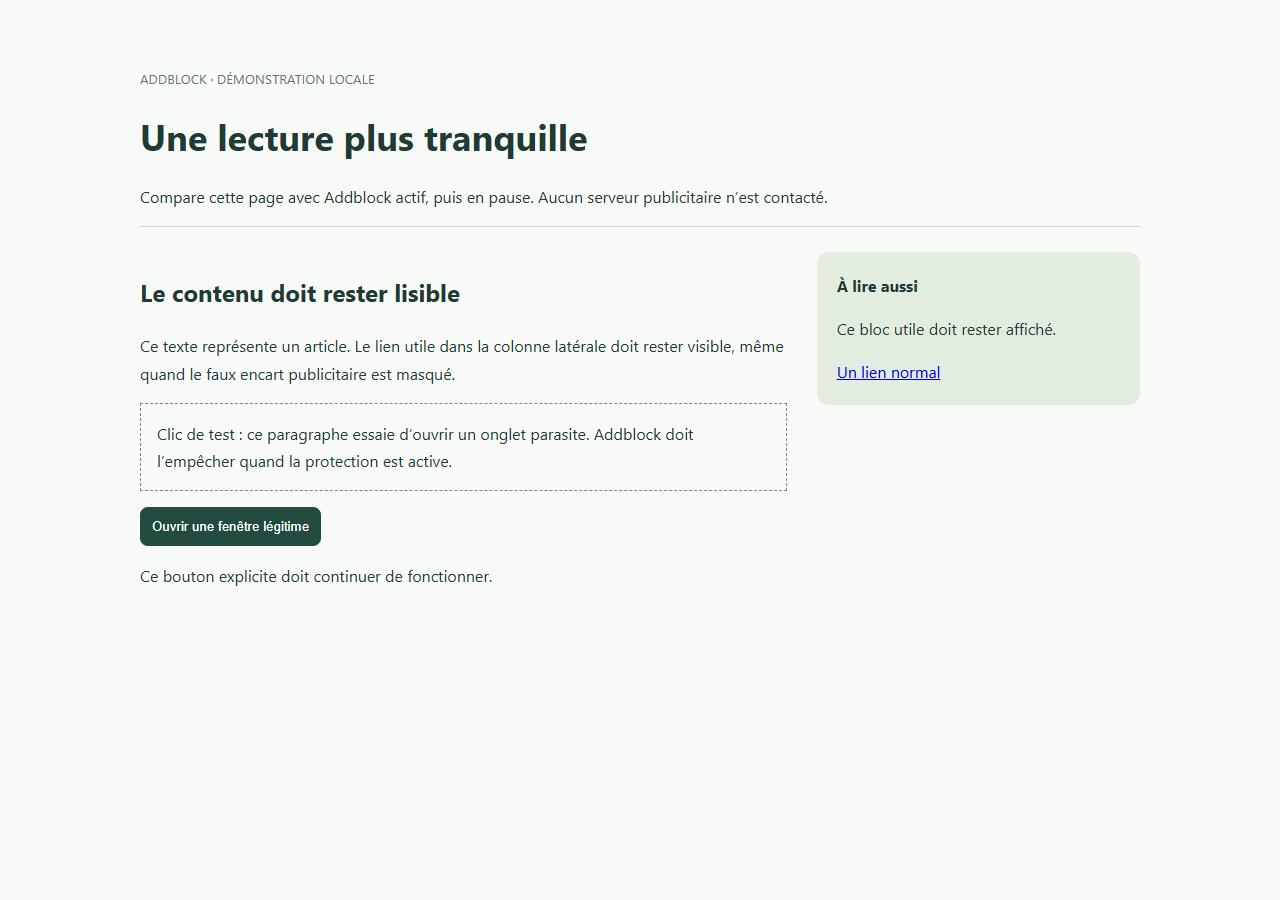 ADDBLOCK · DÉMONSTRATION LOCALE
Une lecture plus tranquille
Compare cette page avec Addblock actif, puis en pause. Aucun serveur publicitaire n’est contacté.
Le contenu doit rester lisible
Ce texte représente un article. Le lien utile dans la colonne latérale doit rester visible, même
quand le faux encart publicitaire est masqué.
Clic de test : ce paragraphe essaie d’ouvrir un onglet parasite. Addblock doit
l’empêcher quand la protection est active.
Ouvrir une fenêtre légitime
Ce bouton explicite doit continuer de fonctionner.
À lire aussi
Ce bloc utile doit rester affiché.
Un lien normal